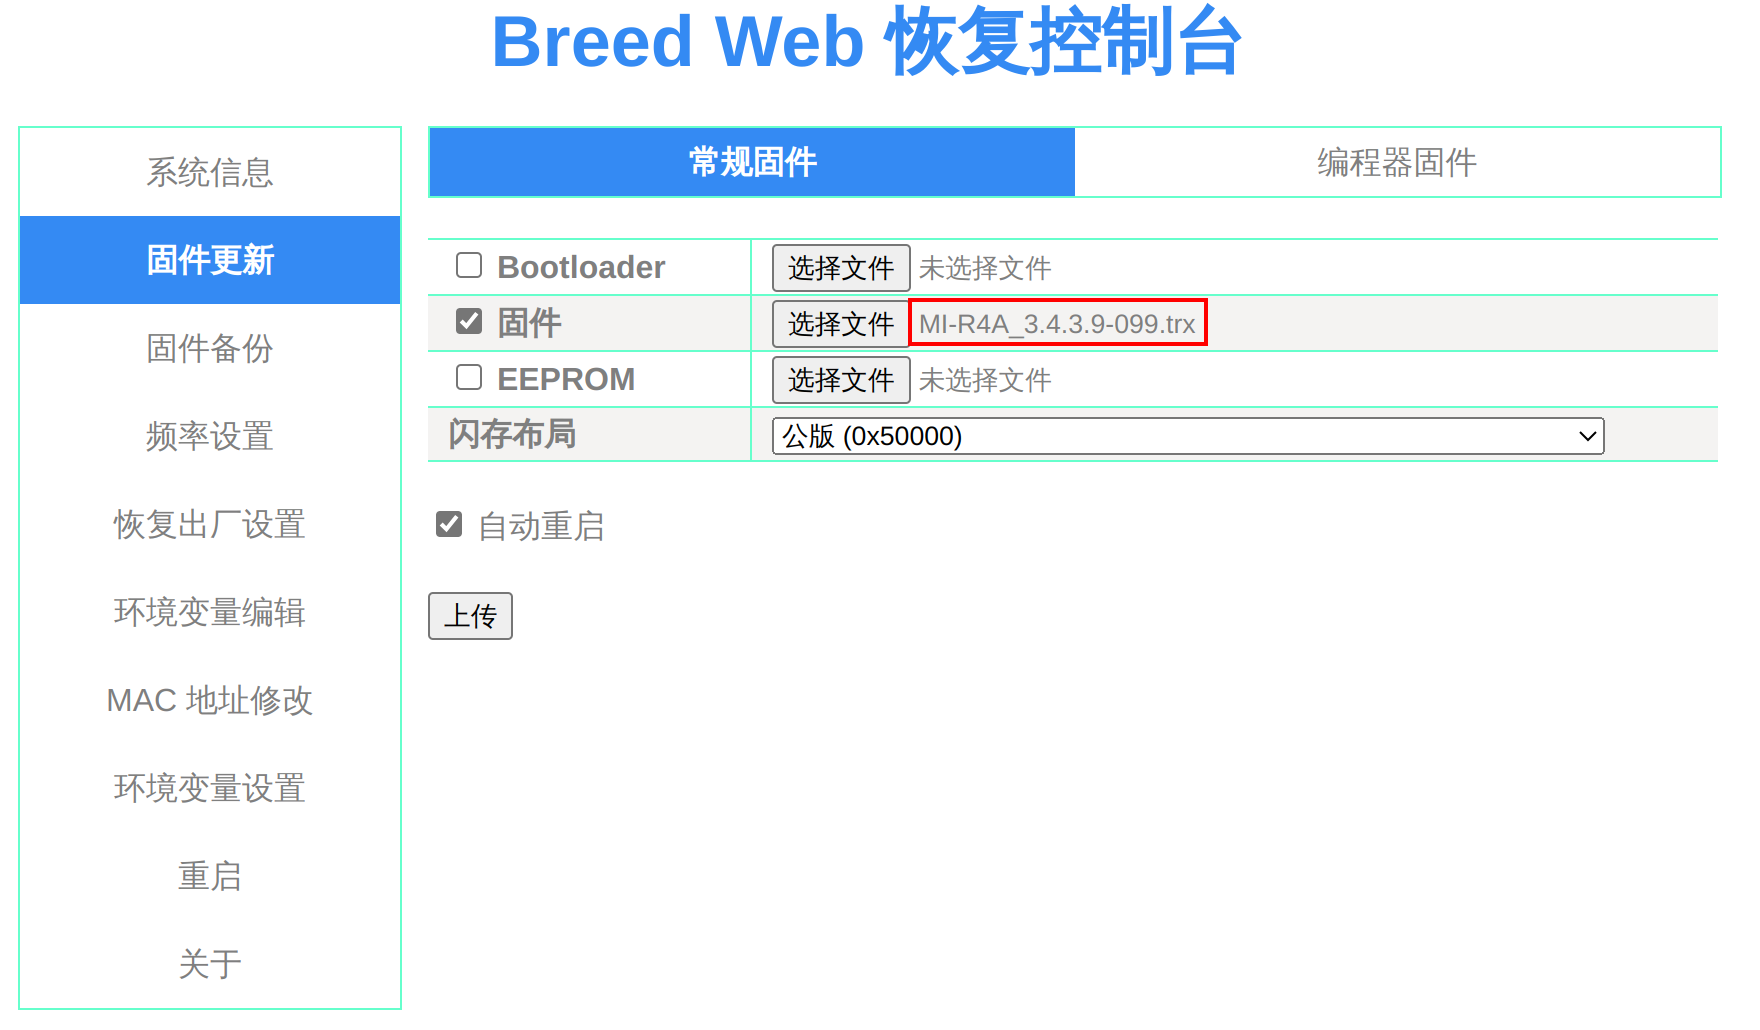 Breed Web 恢复控制台
系统信息
固件更新
固件备份
频率设置
恢复出厂设置
环境变量编辑
MAC 地址修改
环境变量设置
重启
关于
常规固件
编程器固件
Bootloader 选择文件 未选择文件
固件 选择文件 MI-R4A_3.4.3.9-099.trx
EEPROM 选择文件 未选择文件
闪存布局 公版 (0x50000)
自动重启
上传